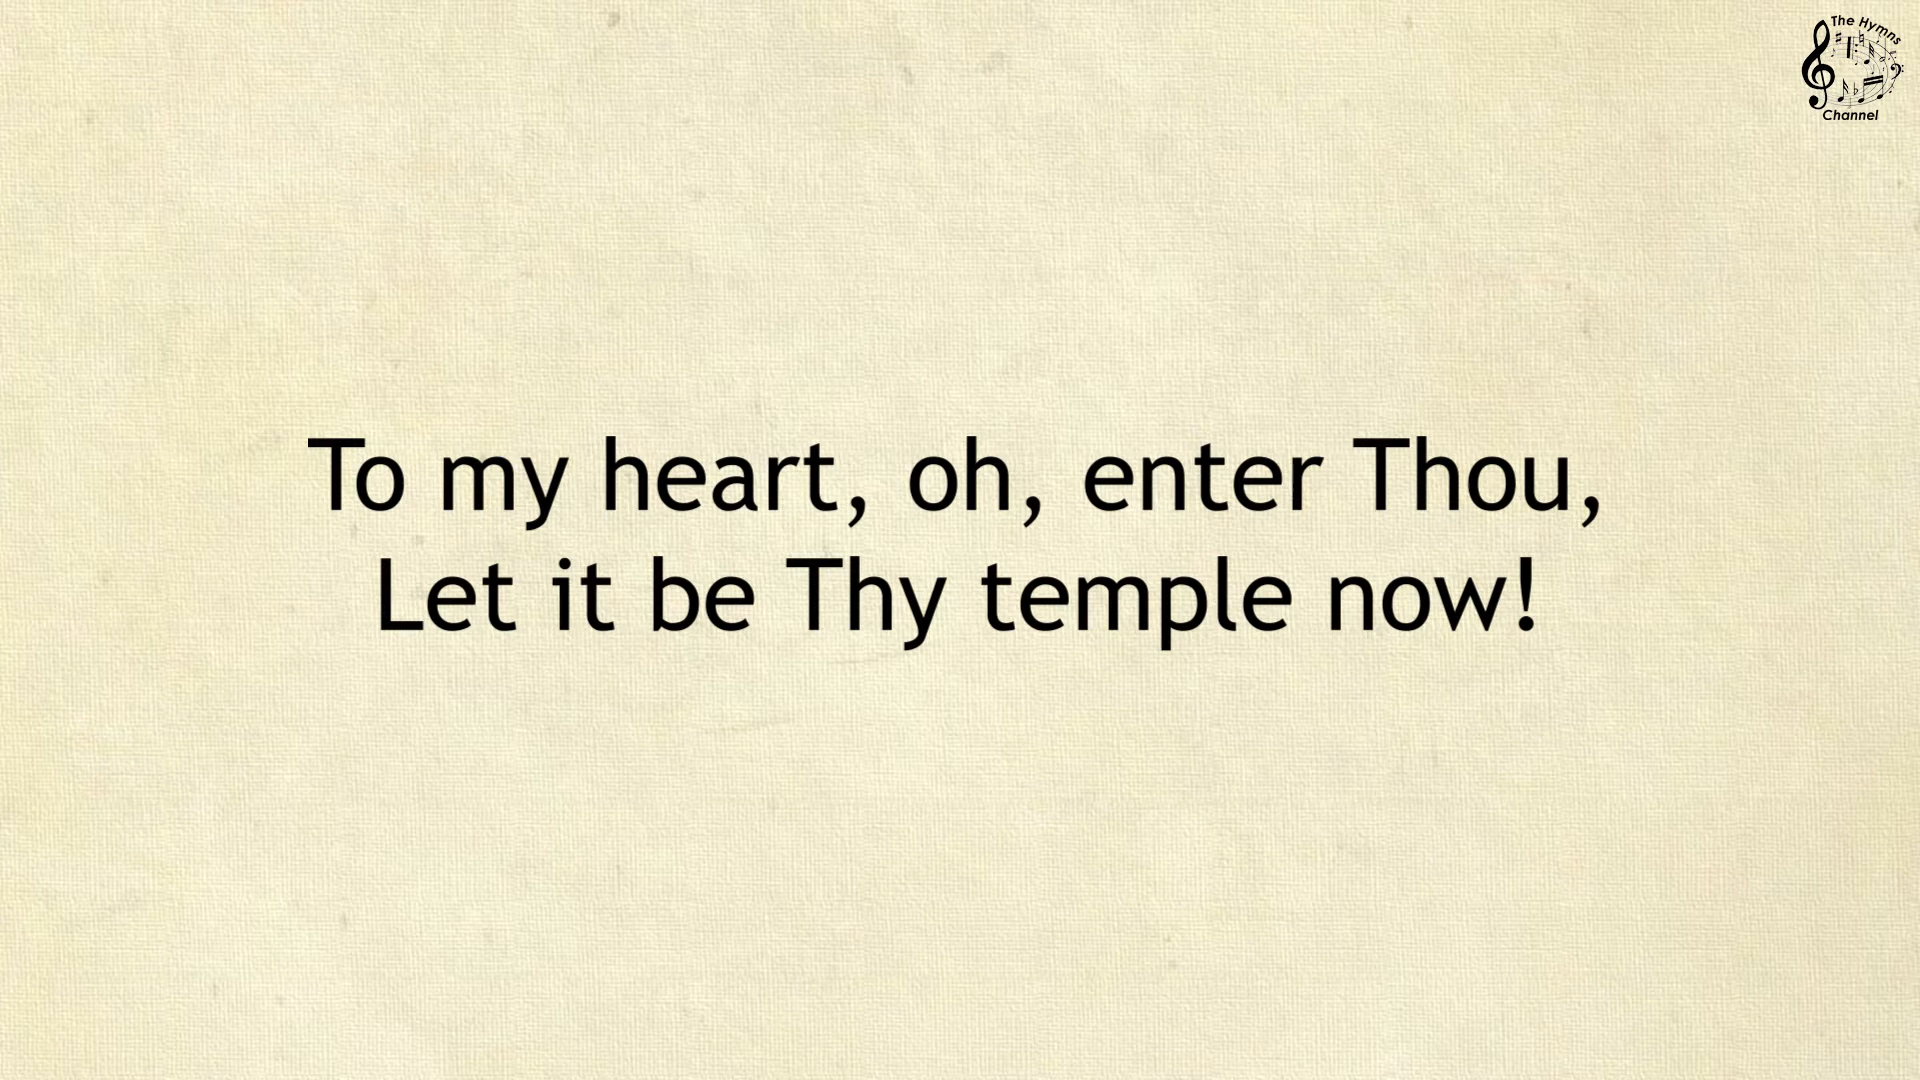 The Hymns
Channel
To my heart, oh, enter Thou,
Let it be Thy temple now!